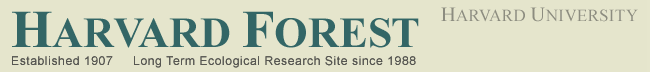 HARVARD FOREST
HARVARD UNIVERSITY
Established 1907 Long Term Ecological Research Site since 1988